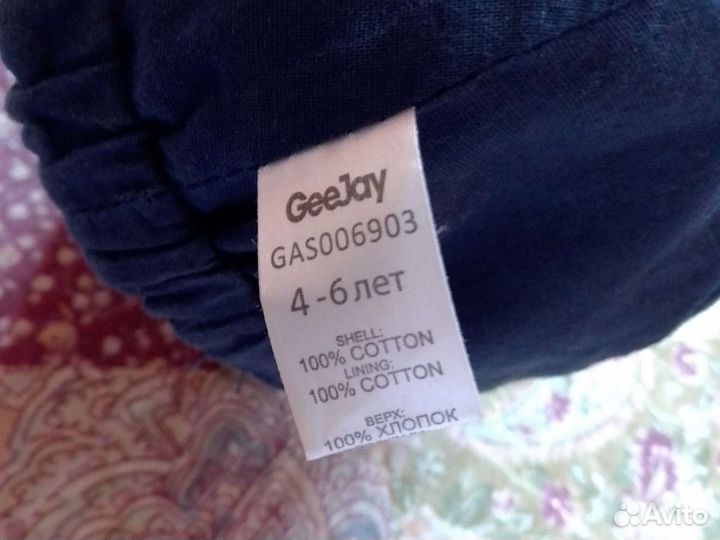 GeeJay
GAS006903
4-6 лет
SHELL:
100% COTTON
LINING:
100% COTTON
ВЕРХ:
100% ХЛОПОК
Avito